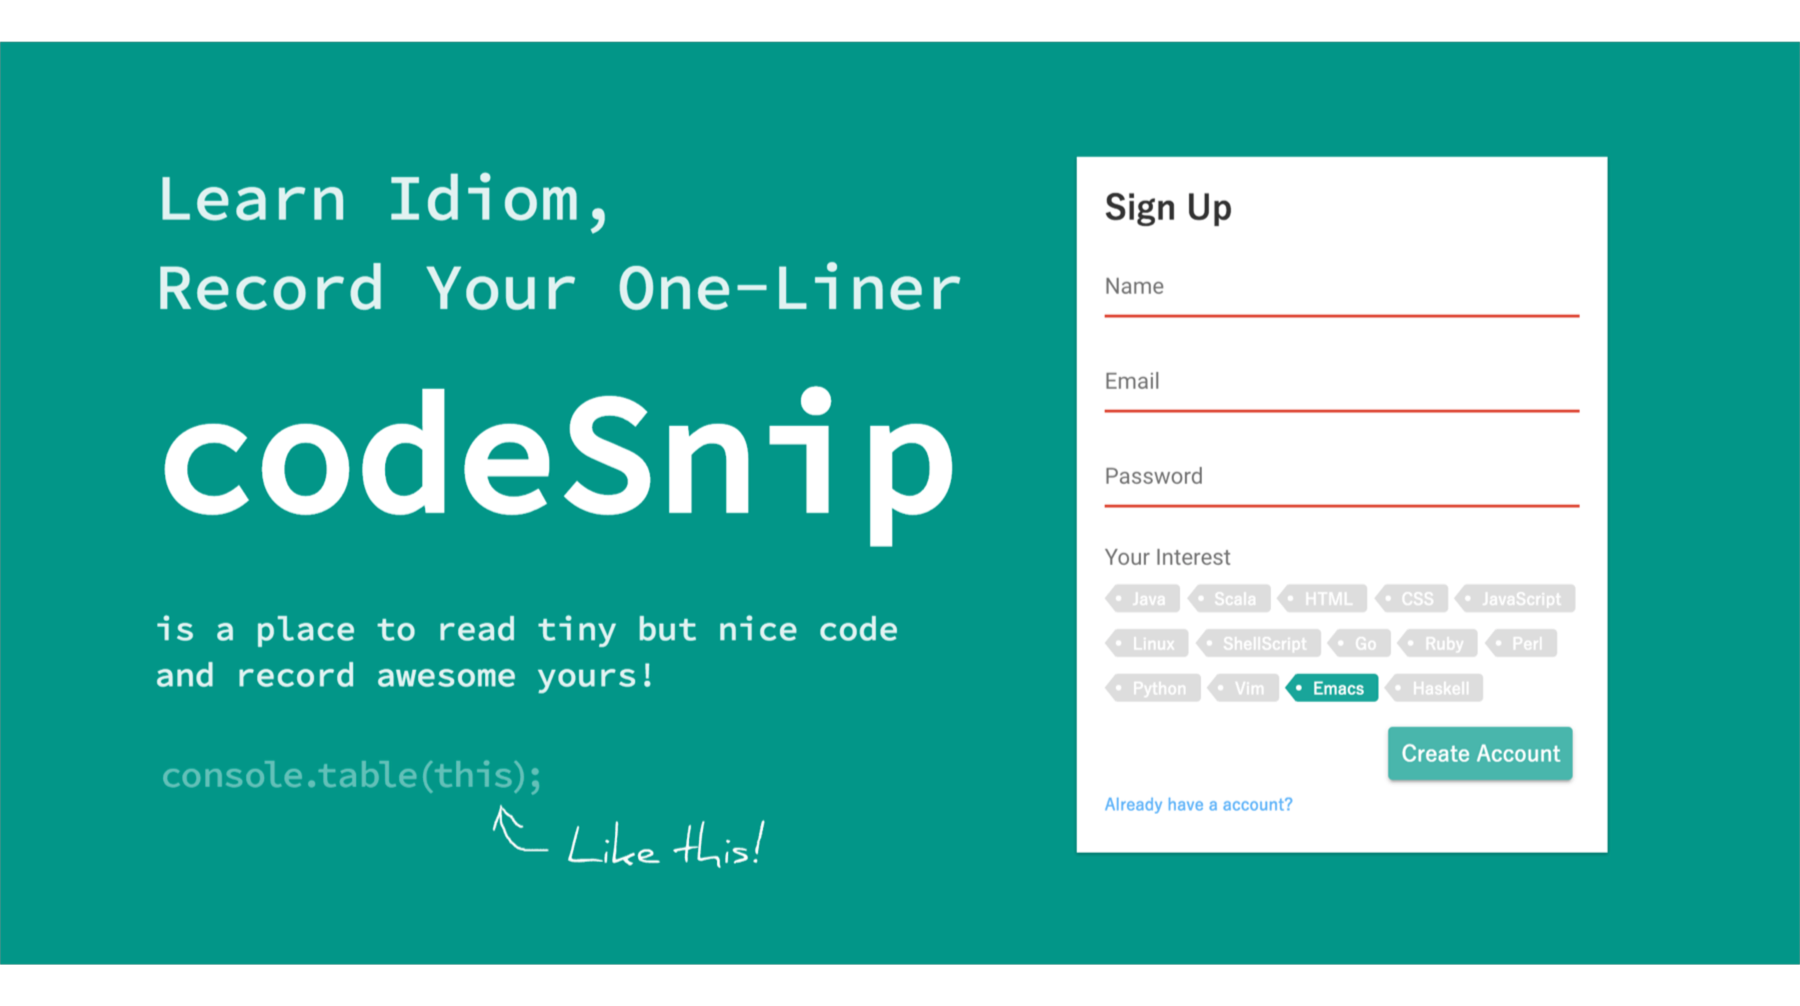 Learn Idiom,
Record Your One-Liner
codeSnip
is a place to read tiny but nice code
and record awesome yours!
console.table(this);
Like this!
Sign Up
Name
Email
Password
Your Interest
Java Scala HTML CSS JavaScript
Linux ShellScript Go Ruby Perl
Python Vim Emacs Haskell
Create Account
Already have a account?